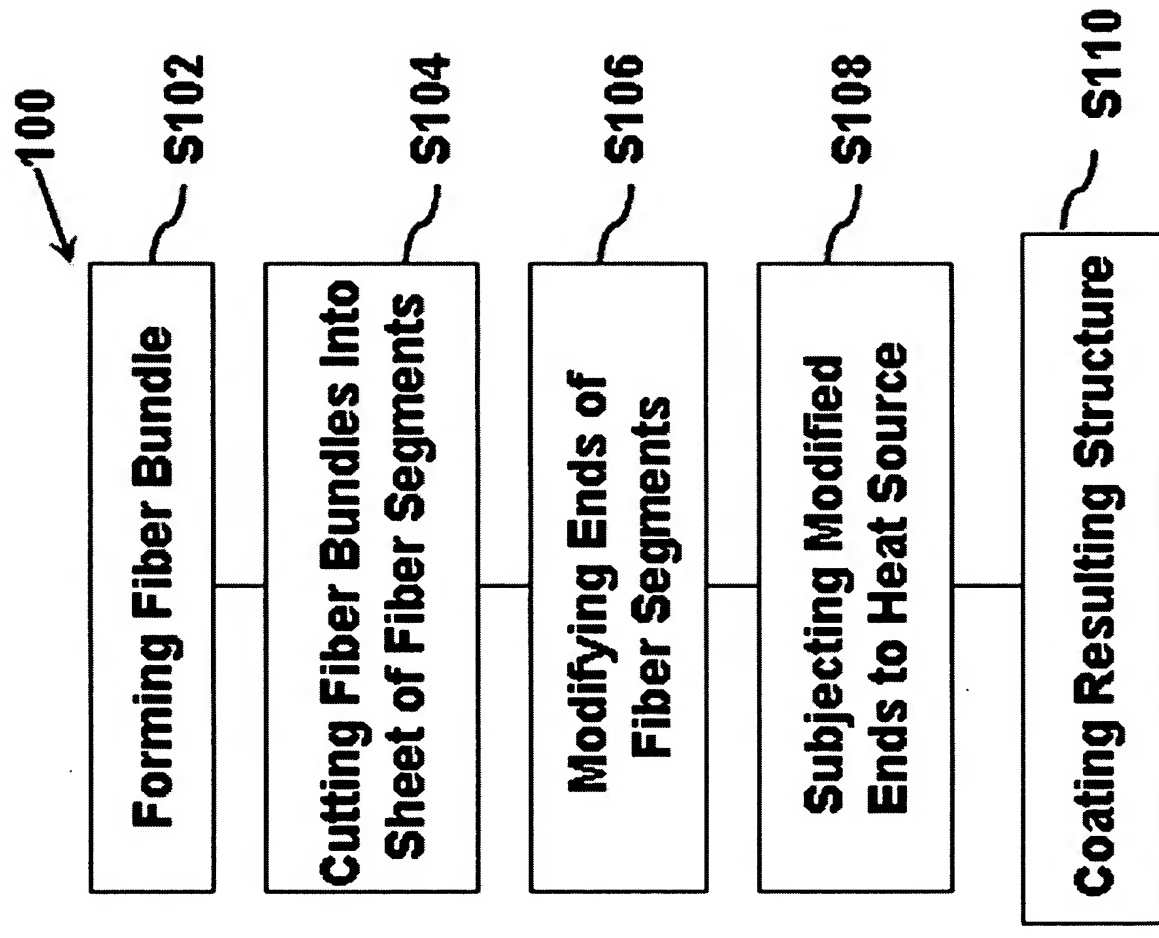 100
Forming Fiber Bundle
S102
Cutting Fiber Bundles Into
Sheet of Fiber Segments
S104
Modifying Ends of
Fiber Segments
S106
Subjecting Modified
Ends to Heat Source
S108
Coating Resulting Structure
S110